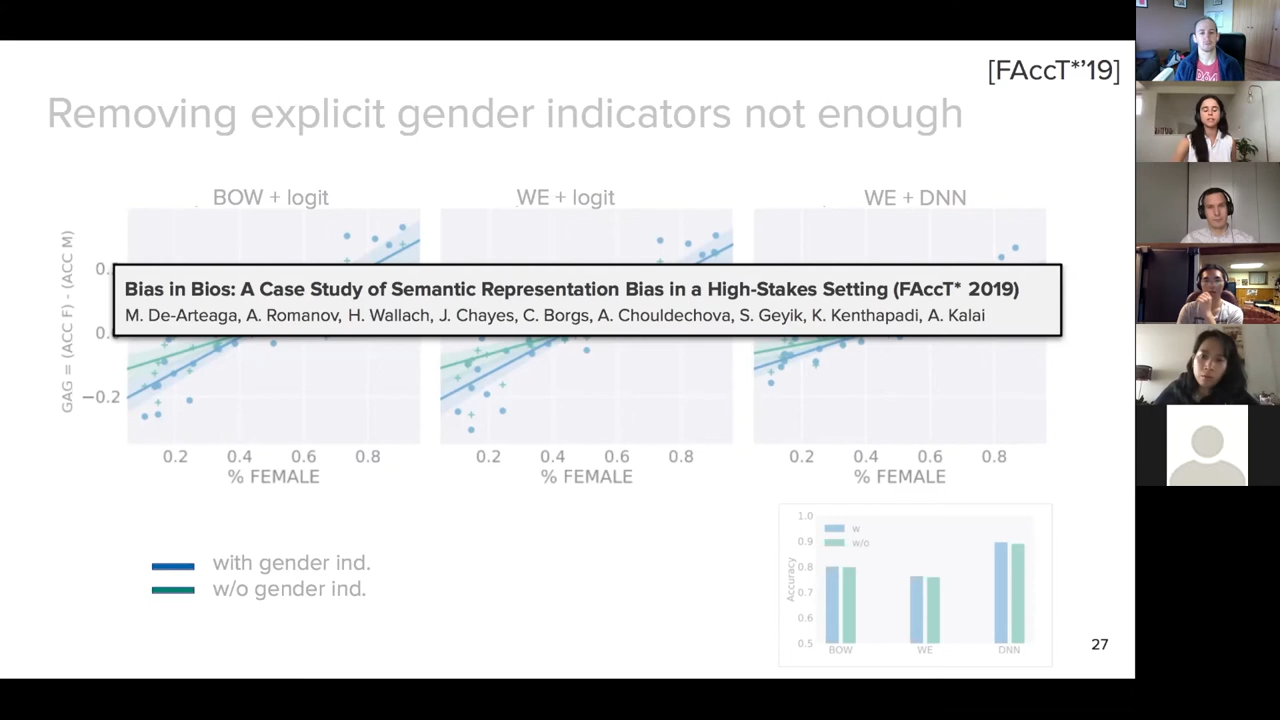 [FAccT*'19]
Removing explicit gender indicators not enough
BOW + logit
WE + logit
WE + DNN
GAG = (ACC F) - (ACC M)
0.
Bias in Bios: A Case Study of Semantic Representation Bias in a High-Stakes Setting (FAccT* 2019)
M. De-Arteaga, A. Romanov, H. Wallach, J. Chayes, C. Borgs, A. Chouldechova, S. Geyik, K. Kenthapadi, A. Kalai
0.
−0.2
0.2 0.4 0.6 0.8
0.2 0.4 0.6 0.8
0.2 0.4 0.6 0.8
% FEMALE
% FEMALE
% FEMALE
with gender ind.
w/o gender ind.
Accuracy
1.0
0.9
0.8
0.7
0.6
0.5
w
w/o
BOW WE DNN
27